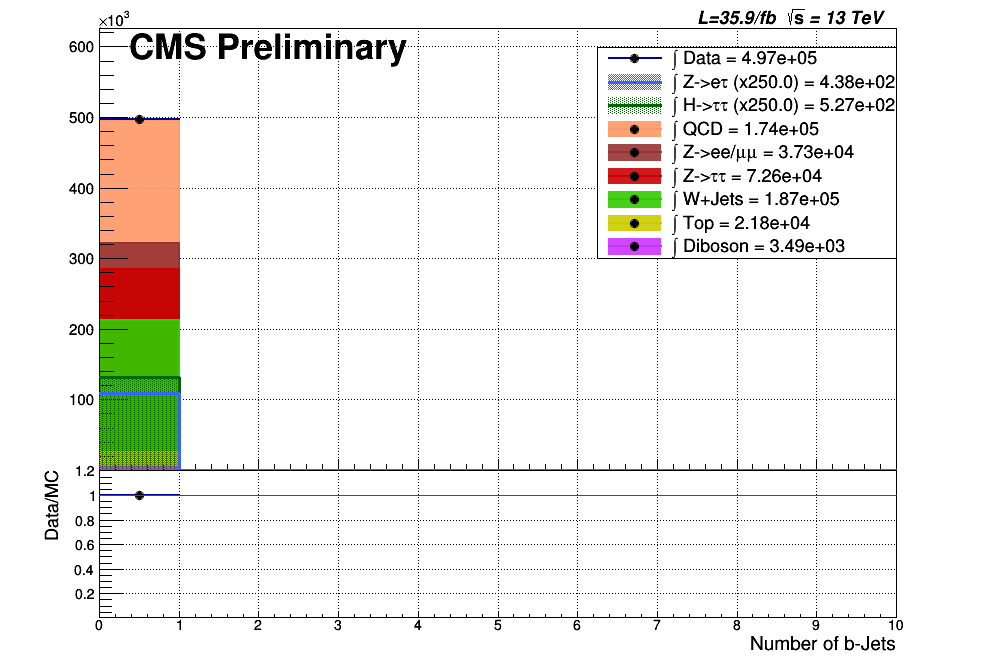 ×10³
L=35.9/fb √s = 13 TeV
CMS Preliminary
600
500
400
300
200
100
∫ Data = 4.97e+05
∫ Z->eτ (x250.0) = 4.38e+02
∫ H->ττ (x250.0) = 5.27e+02
∫ QCD = 1.74e+05
∫ Z->ee/μμ = 3.73e+04
∫ Z->ττ = 7.26e+04
∫ W+Jets = 1.87e+05
∫ Top = 2.18e+04
∫ Diboson = 3.49e+03
Data/MC
1.2
1
0.8
0.6
0.4
0.2
0 1 2 3 4 5 6 7 8 9 10
Number of b-Jets